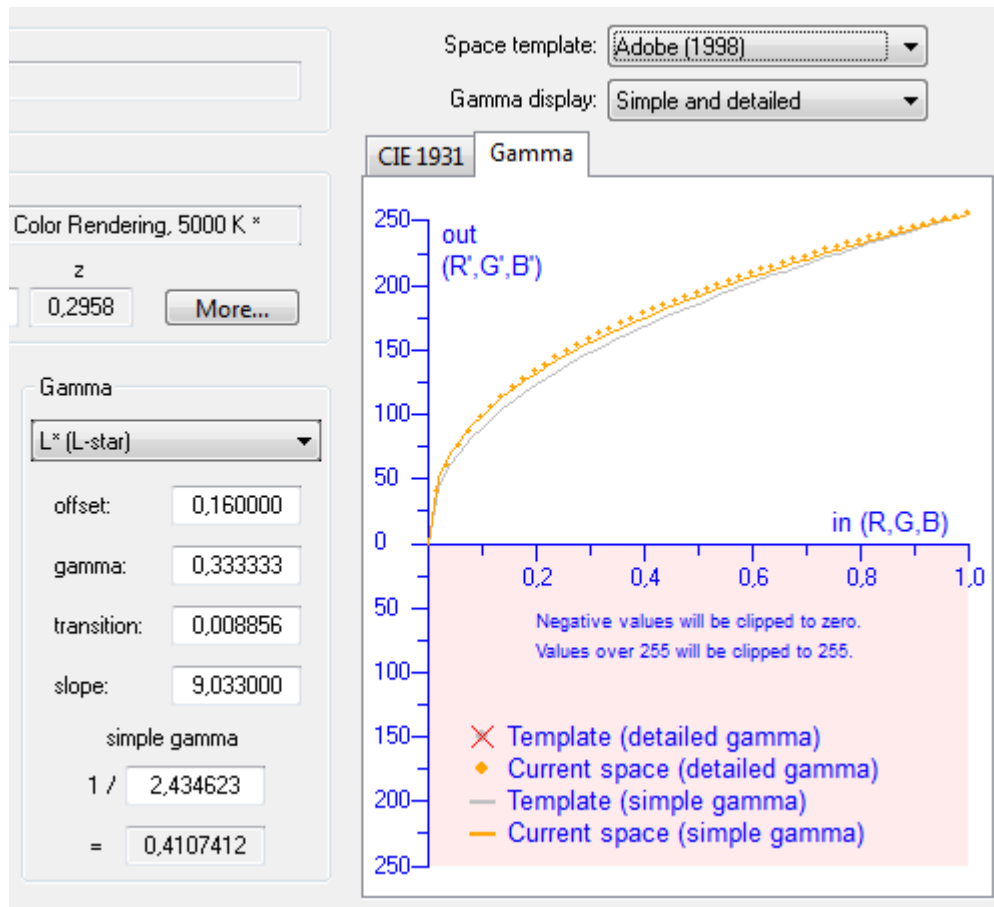 Space template: Adobe (1998)
Gamma display: Simple and detailed
CIE 1931 Gamma
Color Rendering, 5000 K *
z
0,2958 More...
Gamma
L* (L-star)
offset: 0,160000
gamma: 0,333333
transition: 0,008856
slope: 9,033000
simple gamma
1 / 2,434623
= 0,4107412
250
out
(R',G',B')
200
150
100
50
in (R,G,B)
0
0,2 0,4 0,6 0,8 1,0
50
Negative values will be clipped to zero.
Values over 255 will be clipped to 255.
100
150
Template (detailed gamma)
Current space (detailed gamma)
200
Template (simple gamma)
Current space (simple gamma)
250